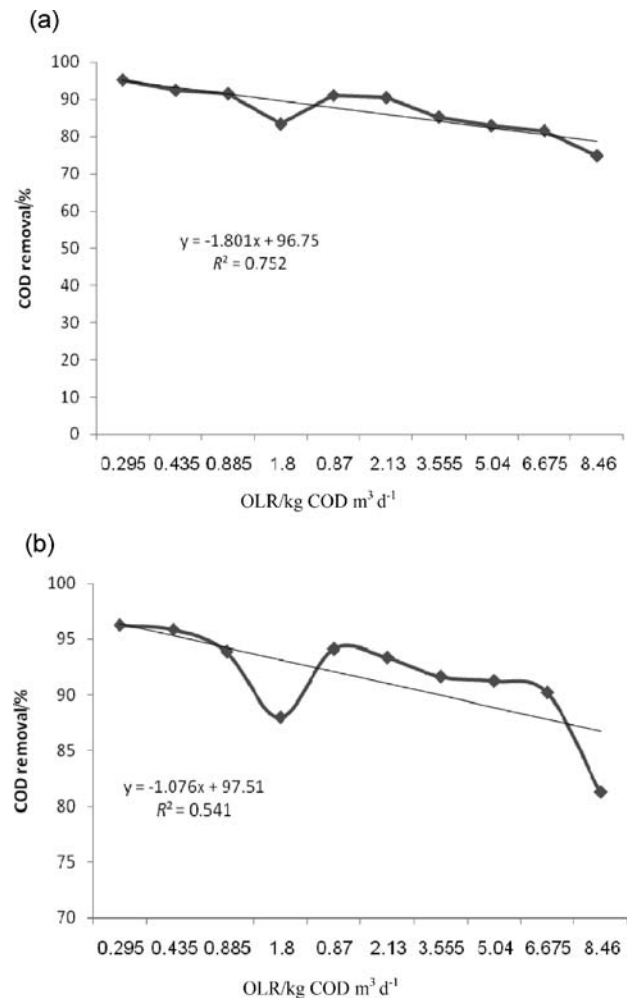 (a)
100
90
80
70
60
50
40
30
20
10
0
COD removal/%
y = -1.801x + 96.75
R² = 0.752
0.295 0.435 0.885 1.8 0.87 2.13 3.555 5.04 6.675 8.46
OLR/kg COD m³ d⁻¹
(b)
100
95
90
85
80
75
70
COD removal/%
y = -1.076x + 97.51
R² = 0.541
0.295 0.435 0.885 1.8 0.87 2.13 3.555 5.04 6.675 8.46
OLR/kg COD m³ d⁻¹